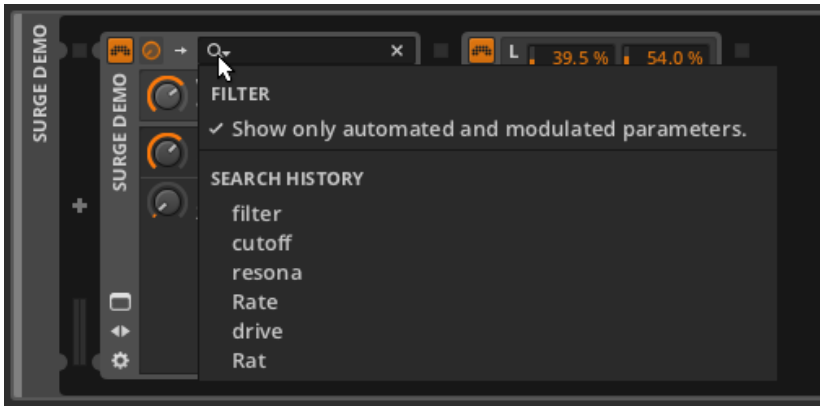 SURGE DEMO
SURGE DEMO
L 39.5 % 54.0 %
FILTER
✓ Show only automated and modulated parameters.
SEARCH HISTORY
filter
cutoff
resona
Rate
drive
Rat